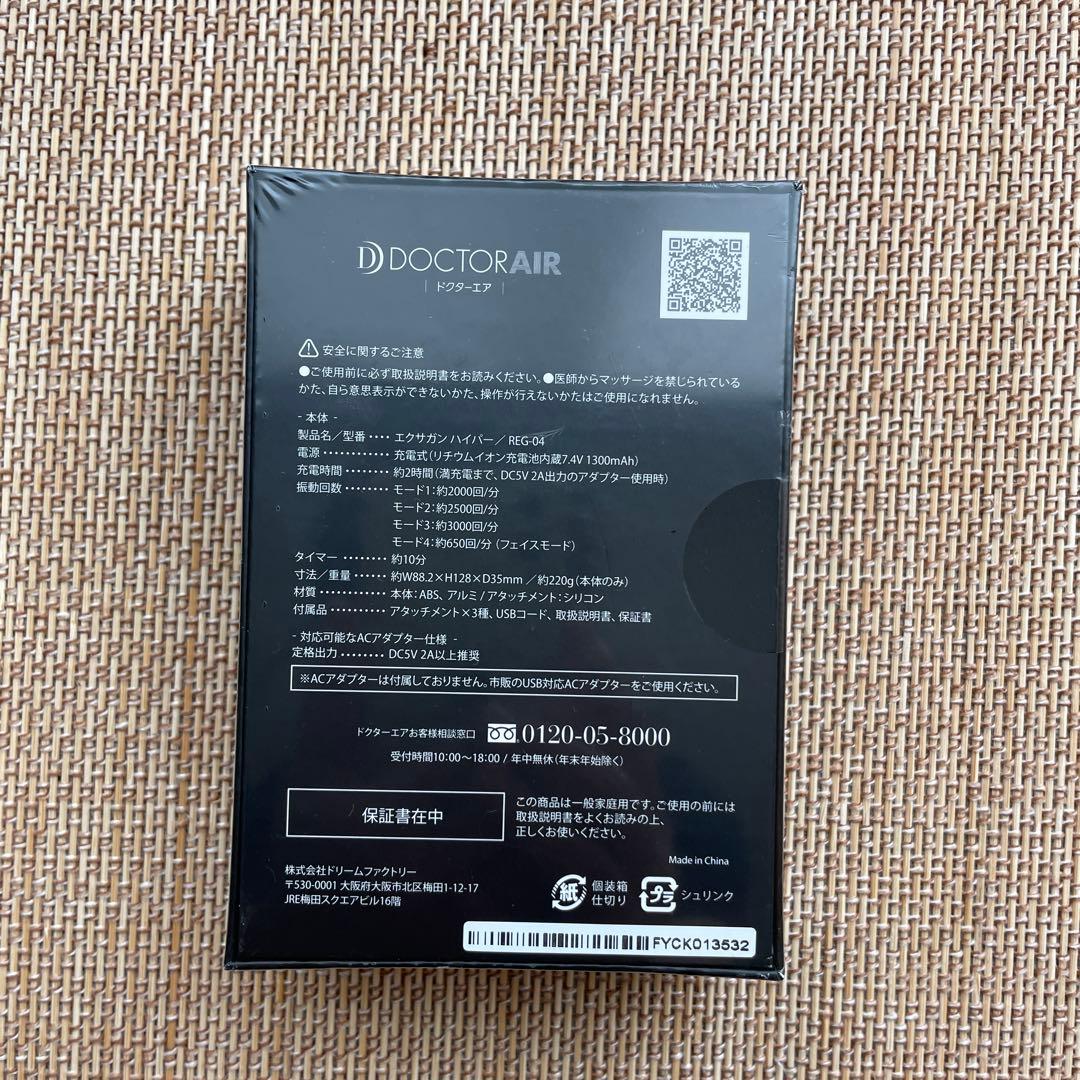 DOCTORAIR
| ドクターエア |
安全に関するご注意
●ご使用前に必ず取扱説明書をお読みください。●医師からマッサージを禁じられている
かた、自ら意思表示ができないかた、操作が行えないかたはご使用になれません。
- 本体 -
製品名／型番 ···· エクサガン ハイパー／ REG-04
電源 ············ 充電式(リチウムイオン充電池内蔵7.4V 1300mAh)
充電時間 ········ 約2時間(満充電まで、DC5V 2A出力のアダプター使用時)
振動回数 ········ モード1：約2000回/分
モード2：約2500回/分
モード3：約3000回/分
モード4：約650回/分 (フェイスモード)
タイマー ········ 約10分
寸法／重量 ······ 約W88.2×H128×D35mm ／約220g(本体のみ)
材質 ············ 本体：ABS、アルミ / アタッチメント：シリコン
付属品 ·········· アタッチメント×3種、USBコード、取扱説明書、保証書
- 対応可能なACアダプター仕様 -
定格出力 ········ DC5V 2A以上推奨
※ACアダプターは付属しておりません。市販のUSB対応ACアダプターをご使用ください。
ドクターエアお客様相談窓口 0120-05-8000
受付時間10:00～18:00 / 年中無休(年末年始除く)
保証書在中
この商品は一般家庭用です。ご使用の前には
取扱説明書をよくお読みの上、
正しくお使いください。
Made in China
株式会社ドリームファクトリー
〒530-0001 大阪府大阪市北区梅田1-12-17
JRE梅田スクエアビル16階
紙 個装箱
仕切り
プラ シュリンク
FYCK013532